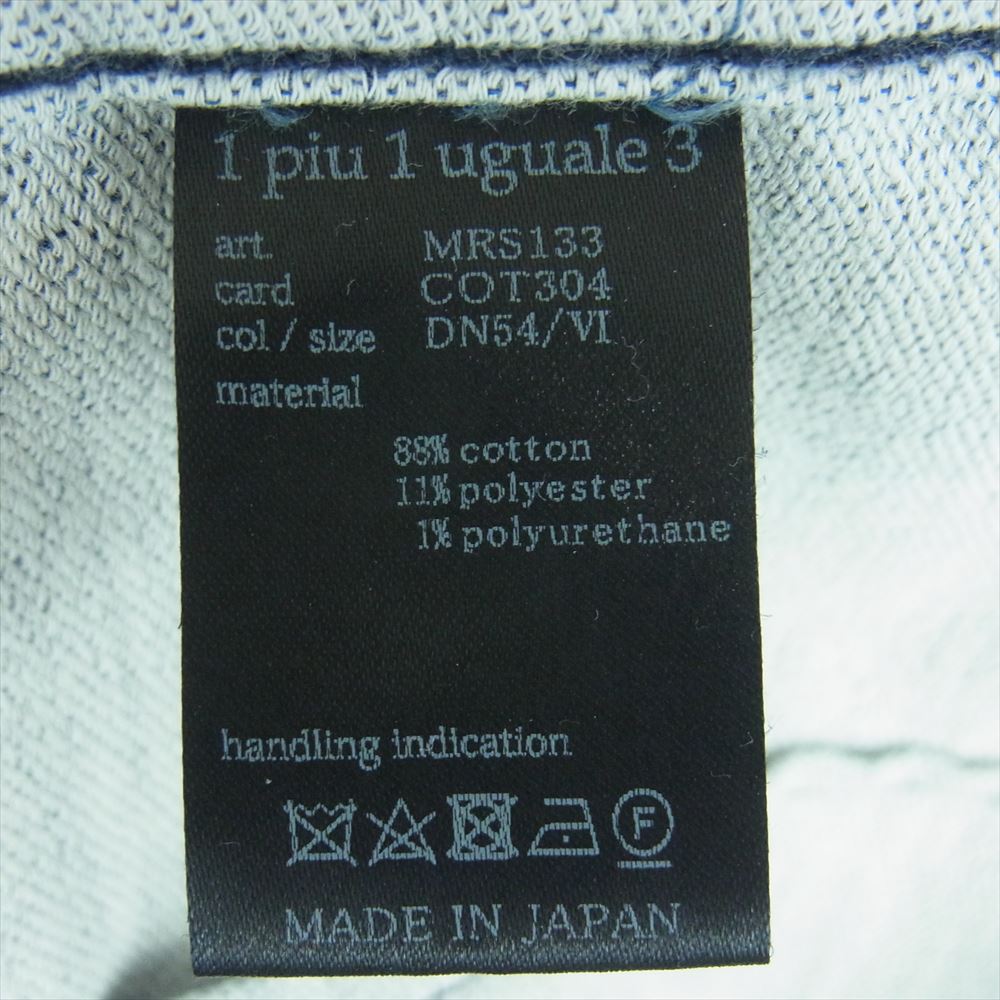 1 piu 1 uguale 3
art. MRS133
card COT304
col / size DN54/VI
material
88% cotton
11% polyester
1% polyurethane
handling indication
F
MADE IN JAPAN